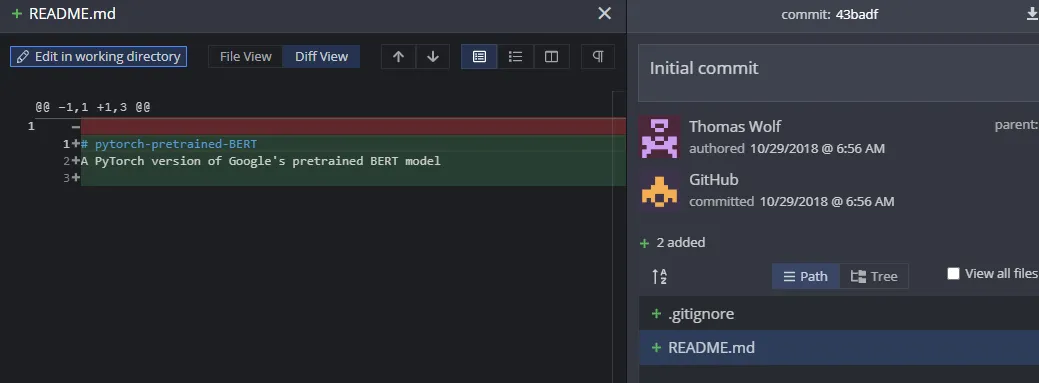 README.md
Edit in working directory
File View
Diff View
@@ -1,1 +1,3 @@
1 -
1+# pytorch-pretrained-BERT
2+A PyTorch version of Google's pretrained BERT model
3+
commit: 43badf
Initial commit
Thomas Wolf
authored 10/29/2018 @ 6:56 AM
parent:
GitHub
committed 10/29/2018 @ 6:56 AM
+ 2 added
A
Z
Path
Tree
View all files
+ .gitignore
+ README.md